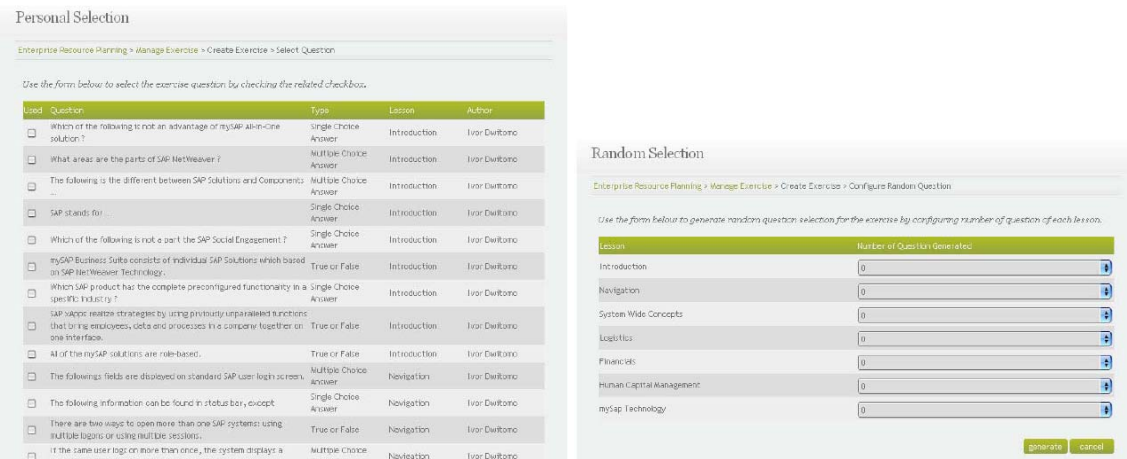 Personal Selection
Enterprise Resource Planning > Manage Exercise > Create Exercise > Select Question
Use the form below to select the exercise question by checking the related checkbox.
Used Question Type Lesson Author
Which of the following is not an advantage of mySAP All-in-One solution ? Single Choice Answer Introduction Ivor Dwitomo
What areas are the parts of SAP NetWeaver ? Multiple Choice Answer Introduction Ivor Dwitomo
The following is the different between SAP Solutions and Components ... Multiple Choice Answer Introduction Ivor Dwitomo
SAP stands for ... Single Choice Answer Introduction Ivor Dwitomo
Which of the following is not a part the SAP Social Engagement ? Single Choice Answer Introduction Ivor Dwitomo
mySAP Business Suite consists of individual SAP Solutions which based on SAP NetWeaver Technology. True or False Introduction Ivor Dwitomo
Which SAP product has the complete preconfigured functionality in a spesific industry ? Single Choice Answer Introduction Ivor Dwitomo
SAP xApps realize strategies by using priviously unparalleled functions that bring employees, data and processes in a company together on one interface. True or False Introduction Ivor Dwitomo
All of the mySAP solutions are role-based. True or False Introduction Ivor Dwitomo
The followings fields are displayed on standard SAP user login screen. Multiple Choice Answer Navigation Ivor Dwitomo
The following information can be found in status bar, except Single Choice Answer Navigation Ivor Dwitomo
There are two ways to open more than one SAP systems: using multiple logons or using multiple sessions. True or False Navigation Ivor Dwitomo
If the same user logs on more than once, the system displays a Multiple Choice Navigation Ivor Dwitomo
Random Selection
Enterprise Resource Planning > Manage Exercise > Create Exercise > Configure Random Question
Use the form below to generate random question selection for the exercise by configuring number of question of each lesson.
Lesson Number of Question Generated
Introduction 0
Navigation 0
System Wide Concepts 0
Logistics 0
Financials 0
Human Capital Management 0
mySap Technology 0
generate cancel